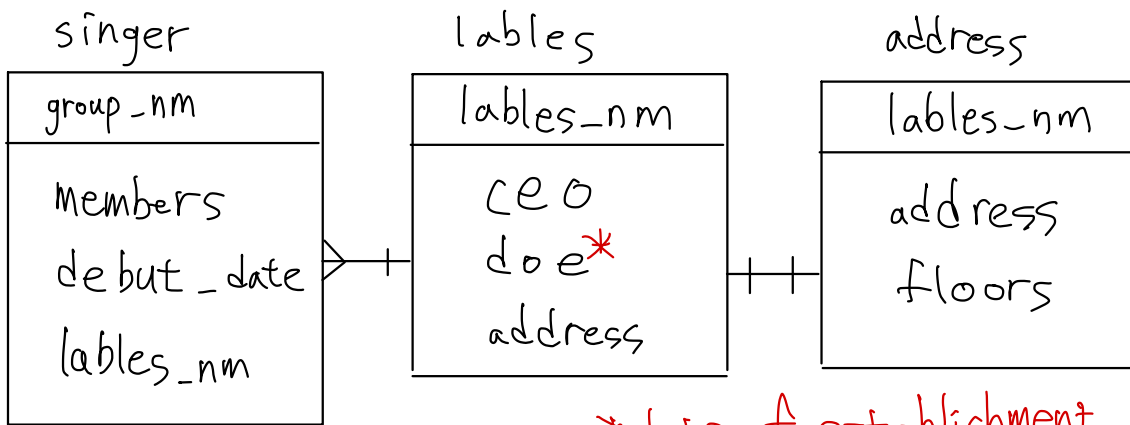 singer
group_nm
members
debut_date
lables_nm
lables
lables_nm
ceo
doe*
address
address
lables_nm
address
floors